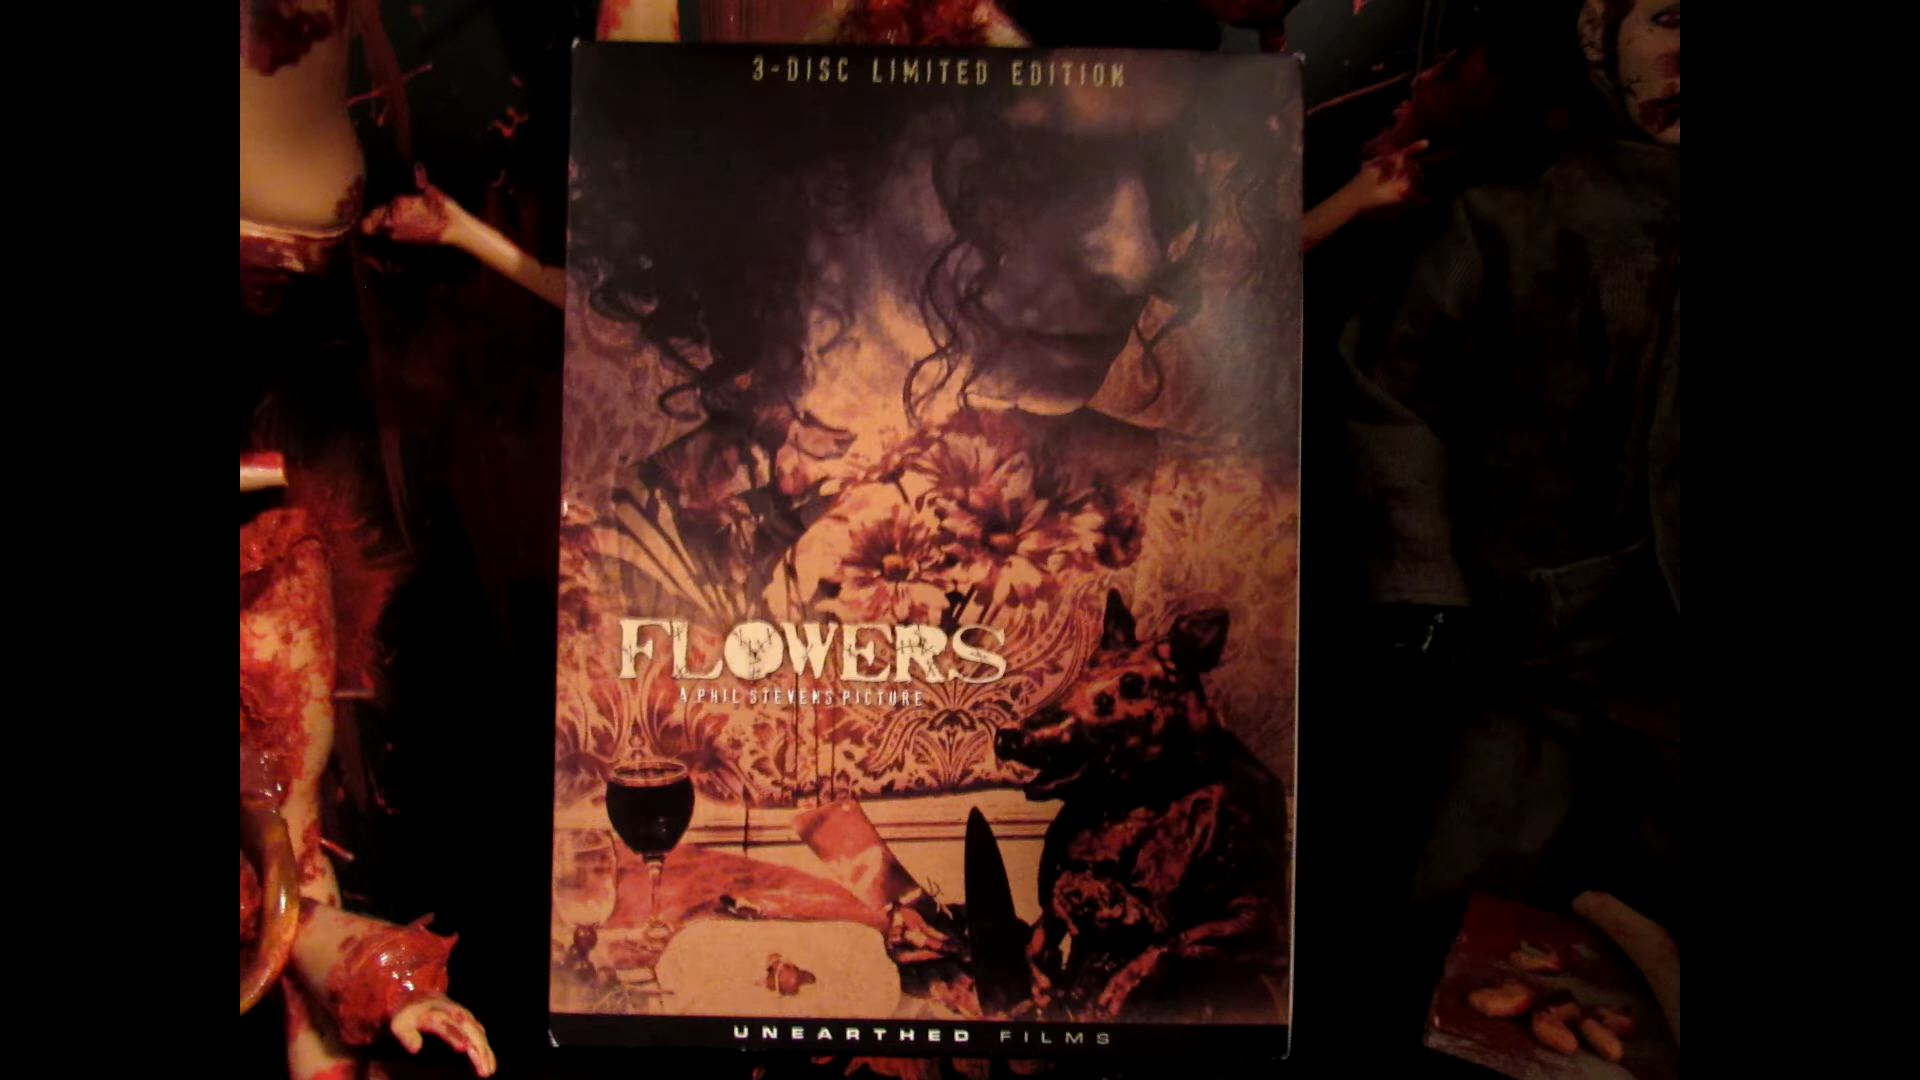 3-DISC LIMITED EDITION
FLOWERS
A PHIL STEVENS PICTURE
UNEARTHED FILMS